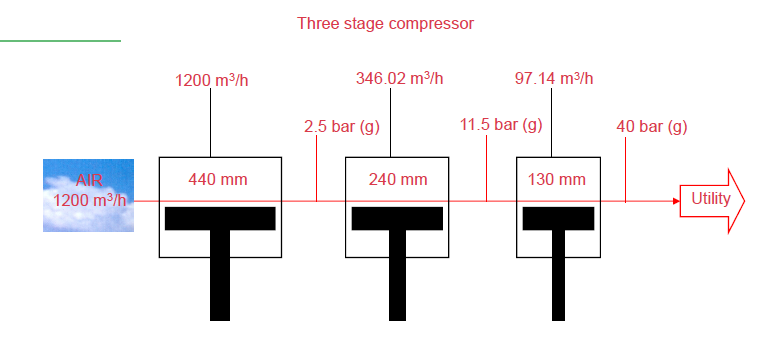 Three stage compressor
1200 m³/h
346.02 m³/h
97.14 m³/h
2.5 bar (g)
11.5 bar (g)
40 bar (g)
AIR
1200 m³/h
440 mm
240 mm
130 mm
Utility